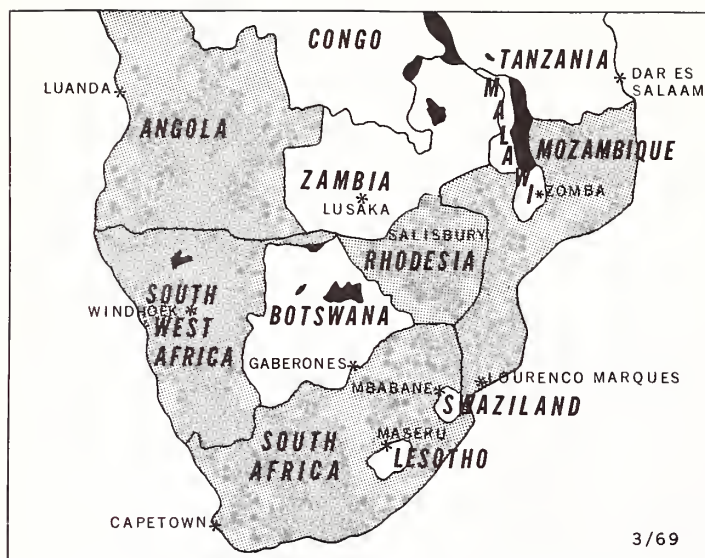 CONGO
TANZANIA
LUANDA
DAR ES
SALAAM
MALAWI
ANGOLA
MOZAMBIQUE
ZAMBIA
LUSAKA
ZOMBA
SALISBURY
RHODESIA
SOUTH
WINDHOEK
WEST
AFRICA
BOTSWANA
GABERONES
MBABANE
LOURENCO MARQUES
SWAZILAND
SOUTH
AFRICA
MASERU
LESOTHO
CAPETOWN
3/69